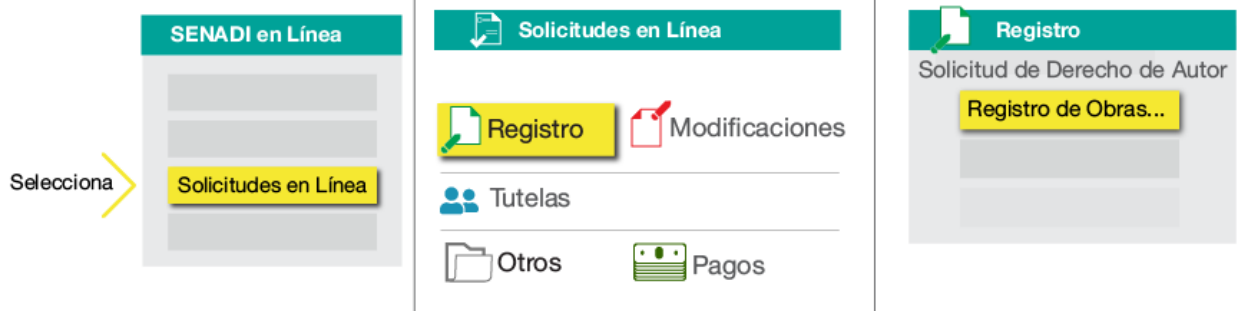 SENADI en Línea
Selecciona
Solicitudes en Línea
Solicitudes en Línea
Registro
Modificaciones
Tutelas
Otros
Pagos
Registro
Solicitud de Derecho de Autor
Registro de Obras...